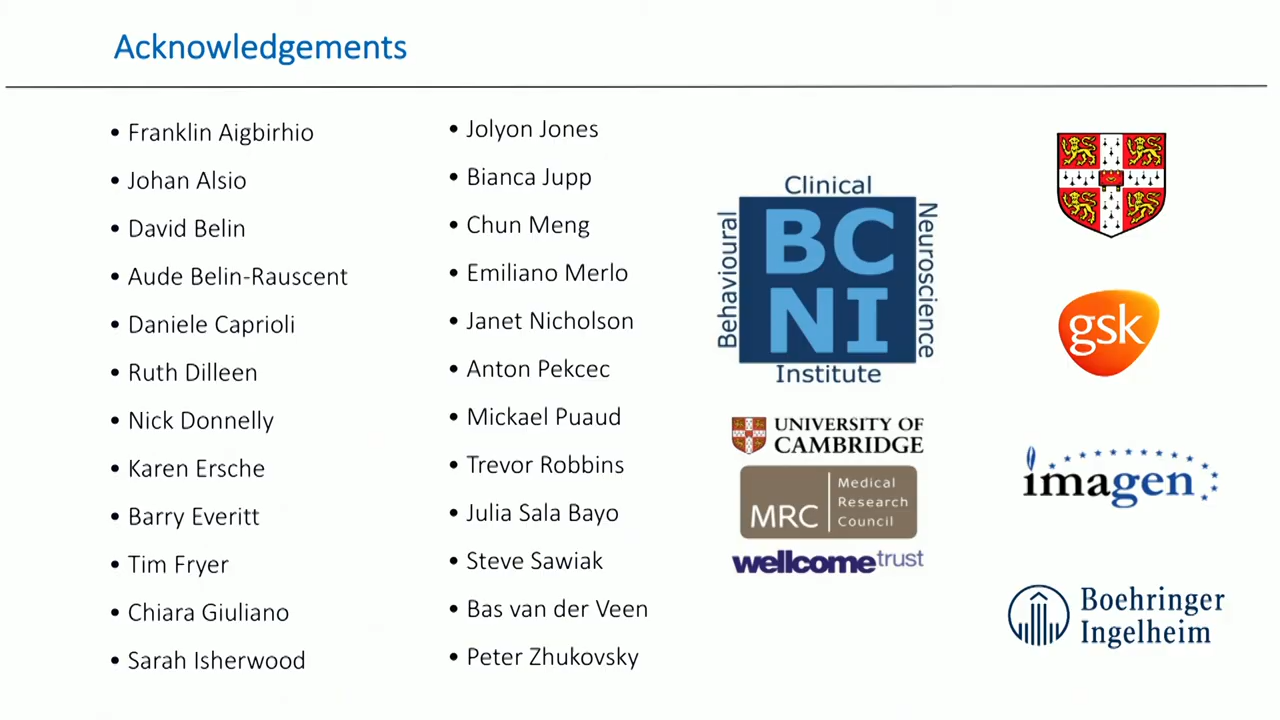 Acknowledgements
• Franklin Aigbirhio
• Johan Alsio
• David Belin
• Aude Belin-Rauscent
• Daniele Caprioli
• Ruth Dilleen
• Nick Donnelly
• Karen Ersche
• Barry Everitt
• Tim Fryer
• Chiara Giuliano
• Sarah Isherwood
• Jolyon Jones
• Bianca Jupp
• Chun Meng
• Emiliano Merlo
• Janet Nicholson
• Anton Pekcec
• Mickael Puaud
• Trevor Robbins
• Julia Sala Bayo
• Steve Sawiak
• Bas van der Veen
• Peter Zhukovsky
Behavioural
Clinical
BC
NI
Neuroscience
Institute
UNIVERSITY OF
CAMBRIDGE
MRC
Medical
Research
Council
wellcometrust
gsk
imagen
Boehringer
Ingelheim